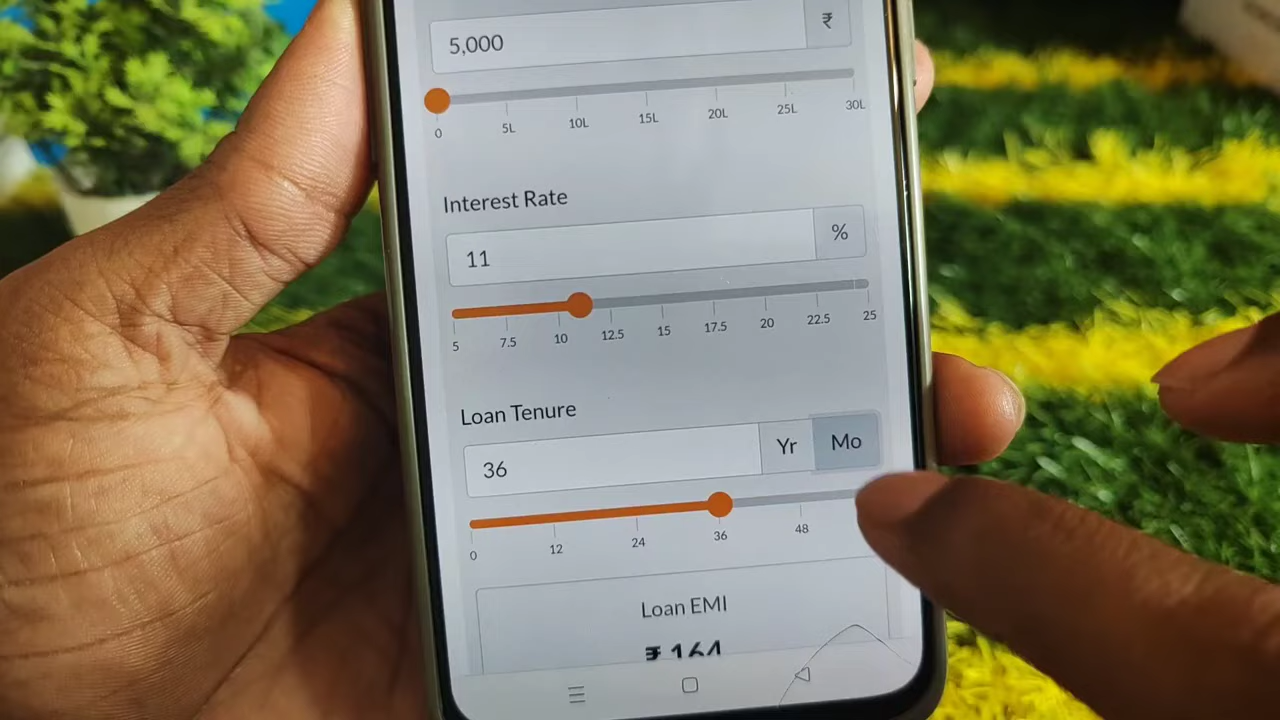 5,000 ₹
0 5L 10L 15L 20L 25L 30L
Interest Rate
11 %
5 7.5 10 12.5 15 17.5 20 22.5 25
Loan Tenure
36 Yr Mo
0 12 24 36 48
Loan EMI
₹ 164